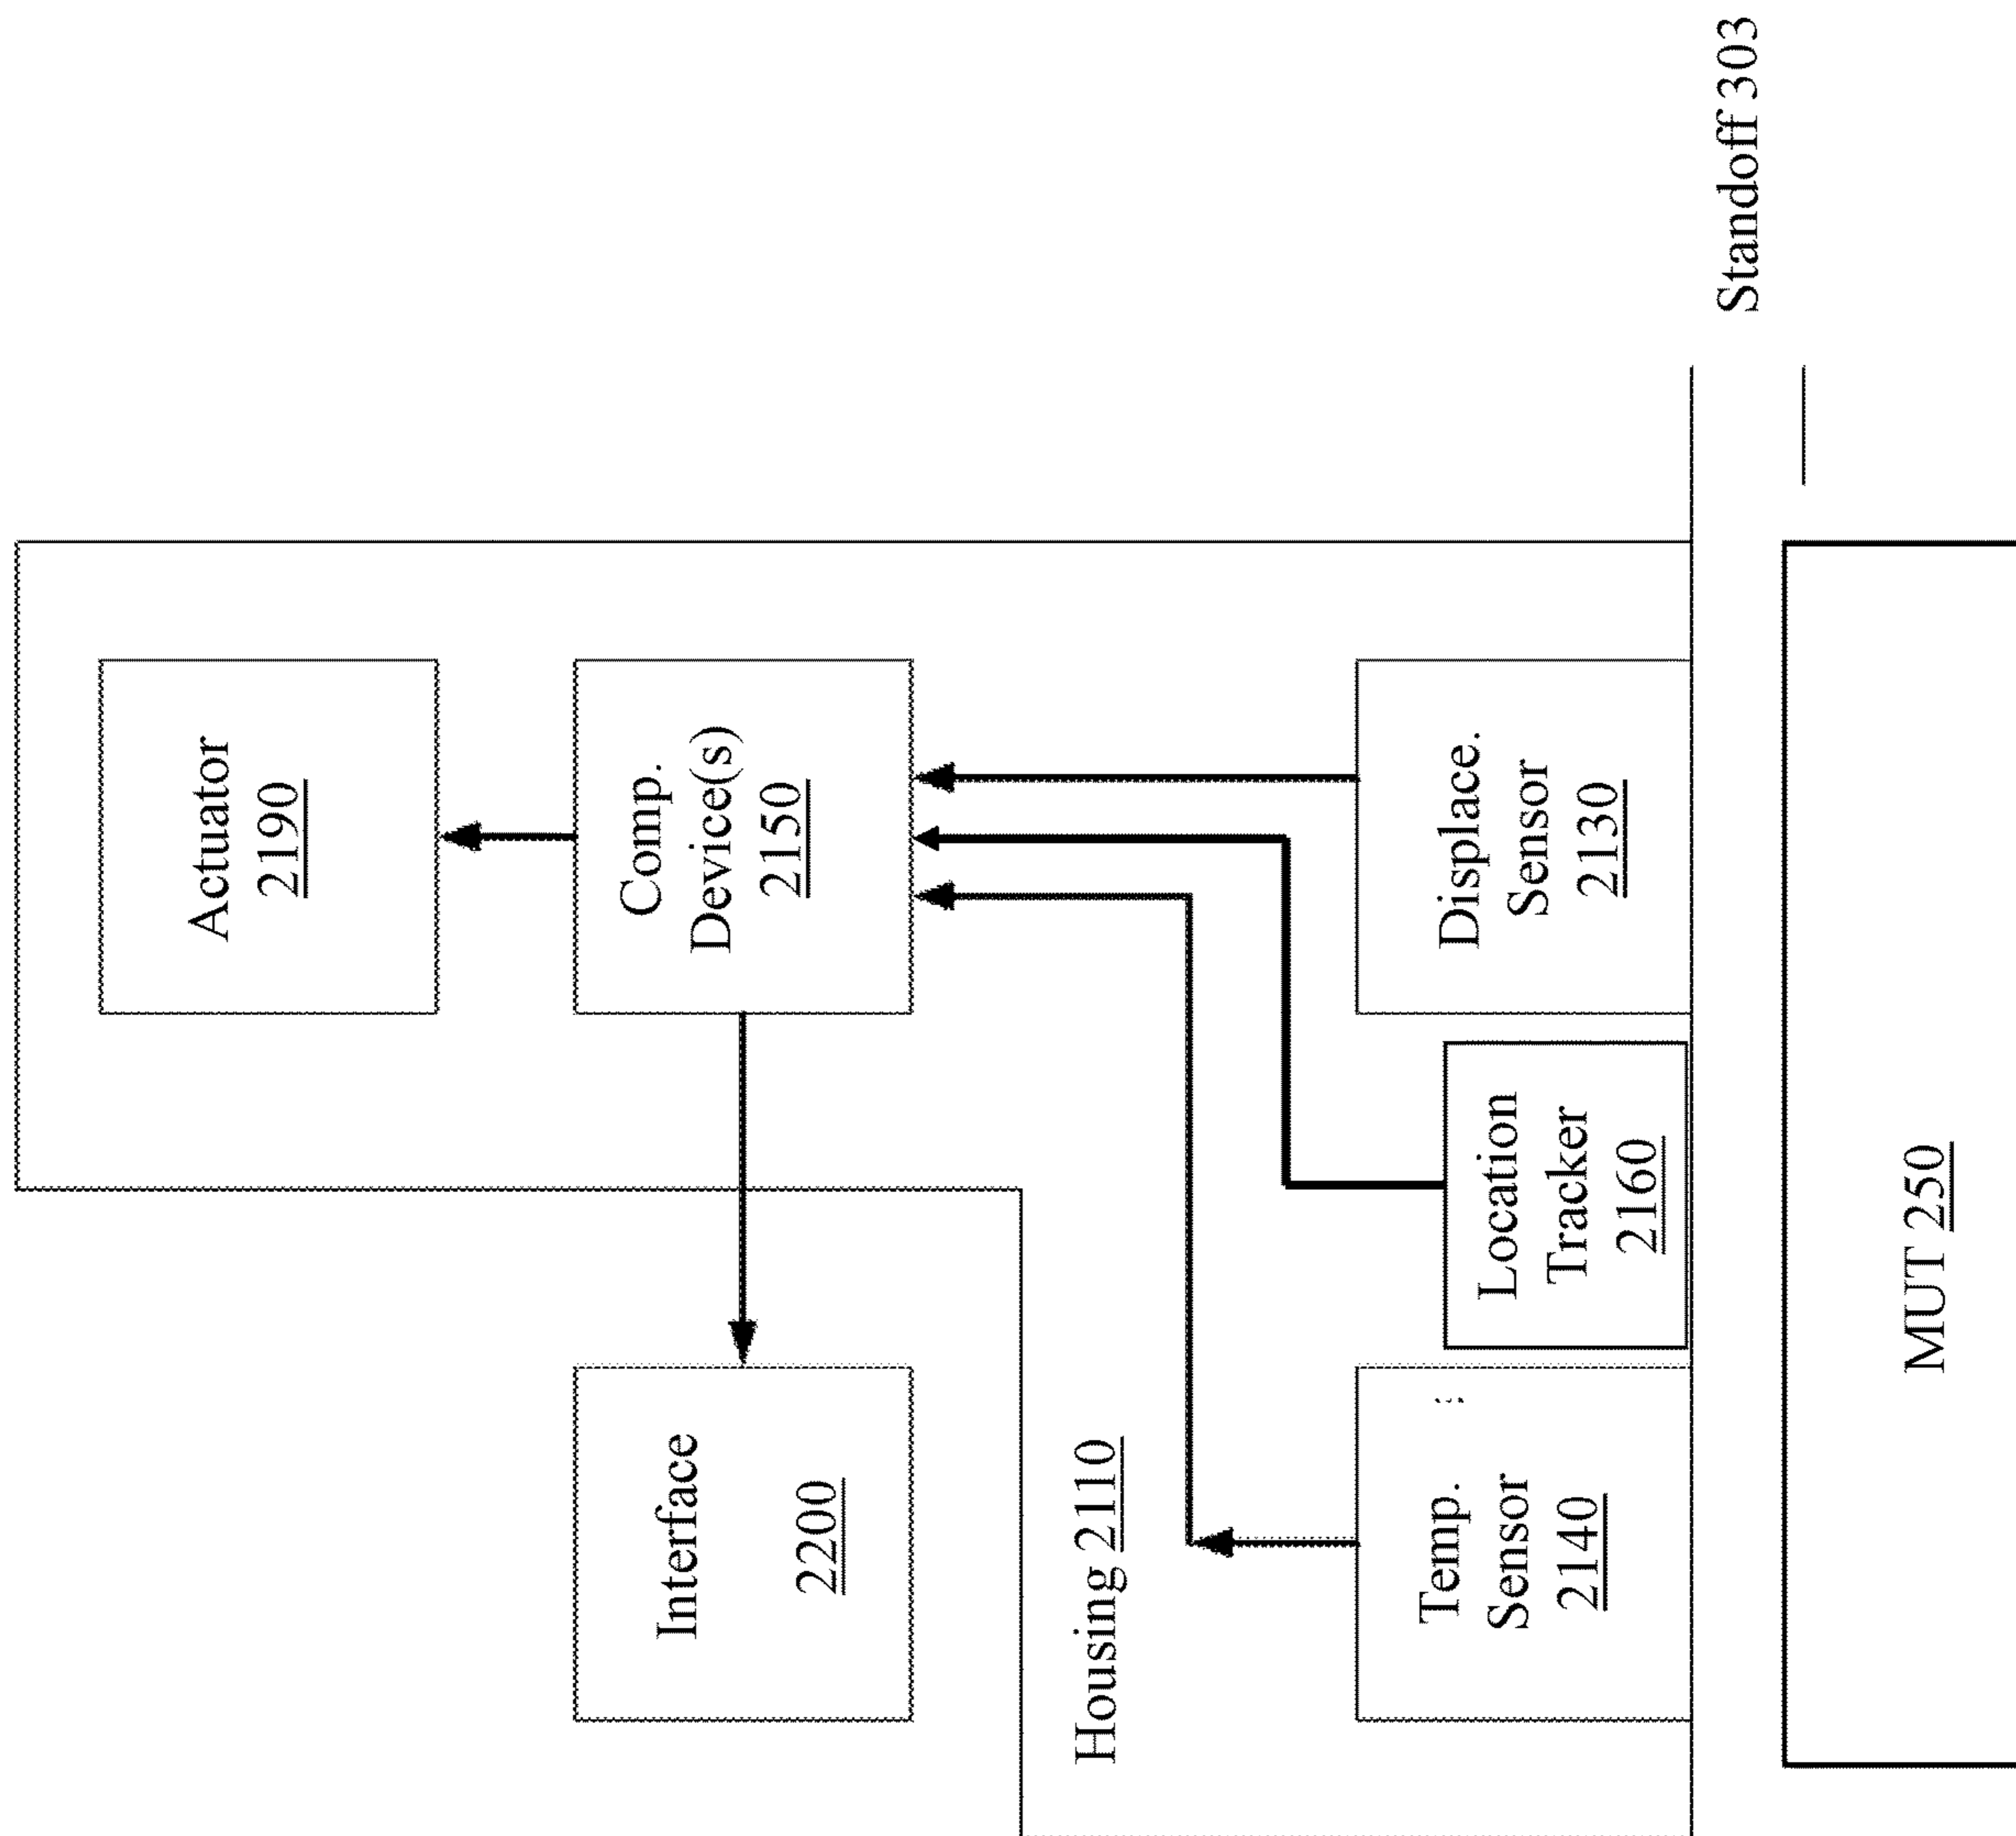 Actuator
2190
Interface
2200
Comp.
Device(s)
2150
Housing 2110
Temp.
Sensor
2140
Location
Tracker
2160
Displace.
Sensor
2130
Standoff 303
MUT 250